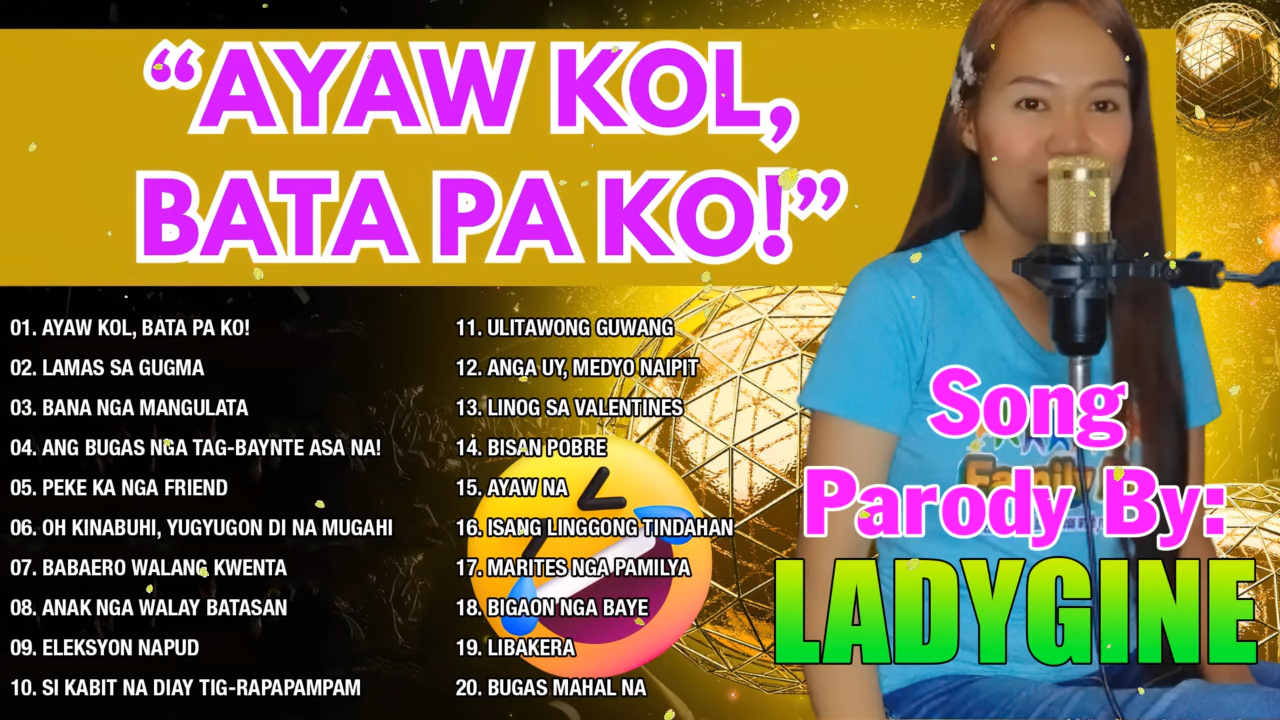 “AYAW KOL,
BATA PA KO!”
01. AYAW KOL, BATA PA KO!
02. LAMAS SA GUGMA
03. BANA NGA MANGULATA
04. ANG BUGAS NGA TAG-BAYNTE ASA NA!
05. PEKE KA NGA FRIEND
06. OH KINABUHI, YUGYUGON DI NA MUGAHI
07. BABAERO WALANG KWENTA
08. ANAK NGA WALAY BATASAN
09. ELEKSYON NAPUD
10. SI KABIT NA DIAY TIG-RAPAPAMPAM
11. ULITAWONG GUWANG
12. ANGA UY, MEDYO NAIPIT
13. LINOG SA VALENTINES
14. BISAN POBRE
15. AYAW NA
16. ISANG LINGGONG TINDAHAN
17. MARITES NGA PAMILYA
18. BIGAON NGA BAYE
19. LIBAKERA
20. BUGAS MAHAL NA
Song
Parody By:
LADYGINE
Family